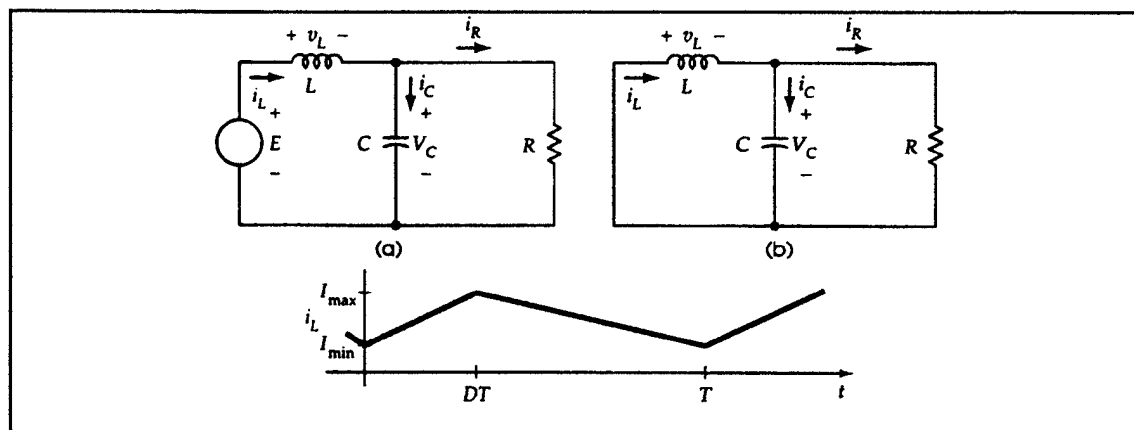 + v_L −
i_R
i_L
L
i_C
+
E
−
C
+
V_C
−
R
(a)
+ v_L −
i_R
i_L
L
i_C
C
+
V_C
−
R
(b)
I_max
i_L
I_min
DT
T
t